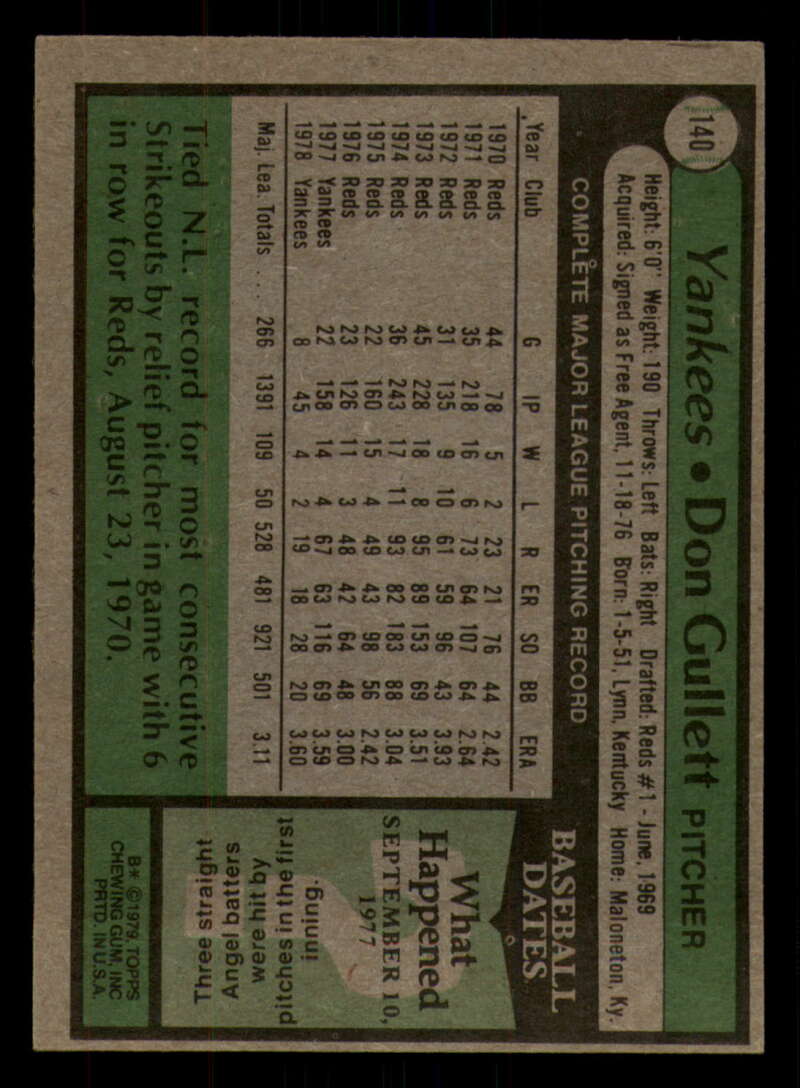 140
Yankees • Don Gullett PITCHER
Height: 6'0" Weight: 190 Throws: Left Bats: Right Drafted: Reds #1 - June, 1969
Acquired: Signed as Free Agent, 11-18-76 Born: 1-5-51, Lynn, Kentucky Home: Maloneton, Ky.
COMPLETE MAJOR LEAGUE PITCHING RECORD
Year Club G IP W L R ER SO BB ERA
1970 Reds 44 78 5 2 23 21 76 44 2.42
1971 Reds 35 218 16 6 73 64 107 64 2.64
1972 Reds 31 135 9 10 61 59 96 43 3.93
1973 Reds 45 228 18 8 95 89 153 69 3.51
1974 Reds 36 243 17 11 93 82 183 88 3.04
1975 Reds 22 160 15 4 49 43 98 56 2.42
1976 Reds 23 126 11 3 48 42 64 48 3.00
1977 Yankees 22 158 14 4 67 63 116 69 3.59
1978 Yankees 8 45 4 2 19 18 28 20 3.60
Maj. Lea. Totals . . . 266 1391 109 50 528 481 921 501 3.11
Tied N.L. record for most consecutive
Strikeouts by relief pitcher in game with 6
in row for Reds, August 23, 1970.
BASEBALL
DATES
What
Happened
SEPTEMBER 10,
1977
Three straight
Angel batters
were hit by
pitches in the first
inning.
B* ©1979, TOPPS
CHEWING GUM, INC
PRTD. IN U.S.A.